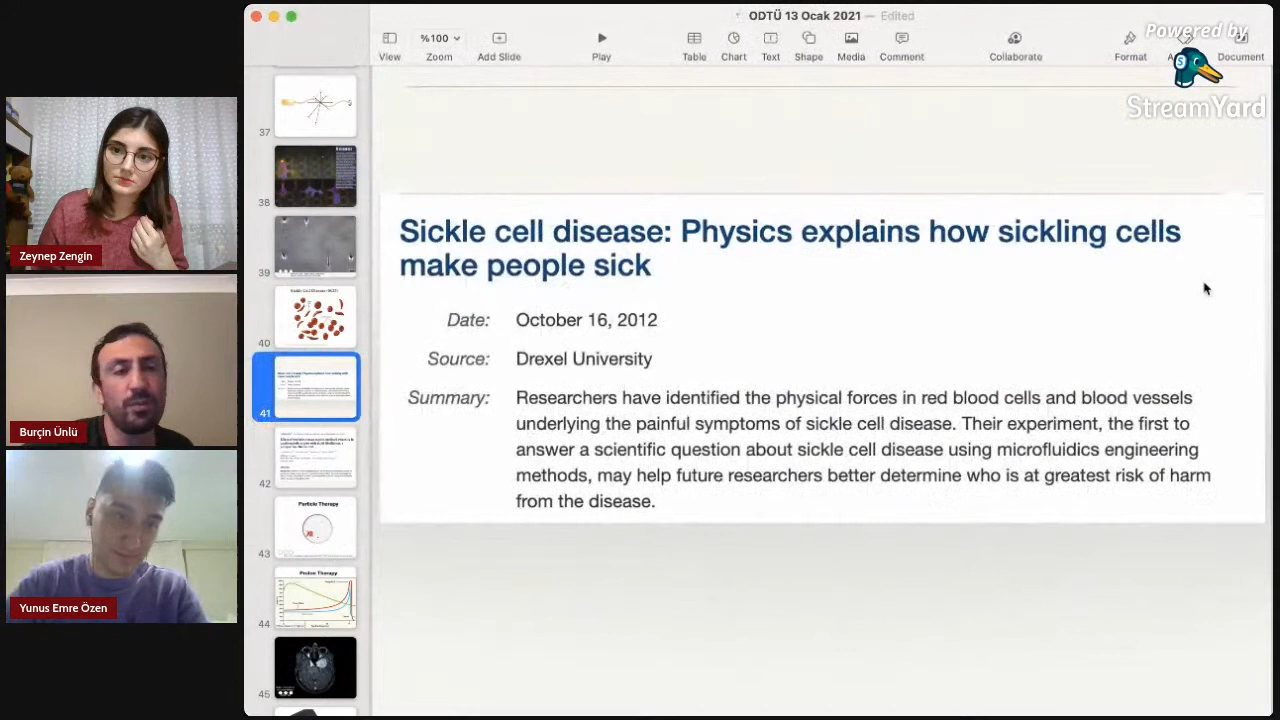 ODTÜ 13 Ocak 2021 — Edited
%100
View
Zoom
Add Slide
Play
Table
Chart
Text
Shape
Media
Comment
Collaborate
Format
Document
Powered by
StreamYard
Zeynep Zengin
Burçin Ünlü
Yunus Emre Özen
37
38
39
40
41
42
Particle Therapy
43
Proton Therapy
44
45
Sickle cell disease: Physics explains how sickling cells
make people sick
Date: October 16, 2012
Source: Drexel University
Summary: Researchers have identified the physical forces in red blood cells and blood vessels
underlying the painful symptoms of sickle cell disease. Their experiment, the first to
answer a scientific question about sickle cell disease using microfluidics engineering
methods, may help future researchers better determine who is at greatest risk of harm
from the disease.